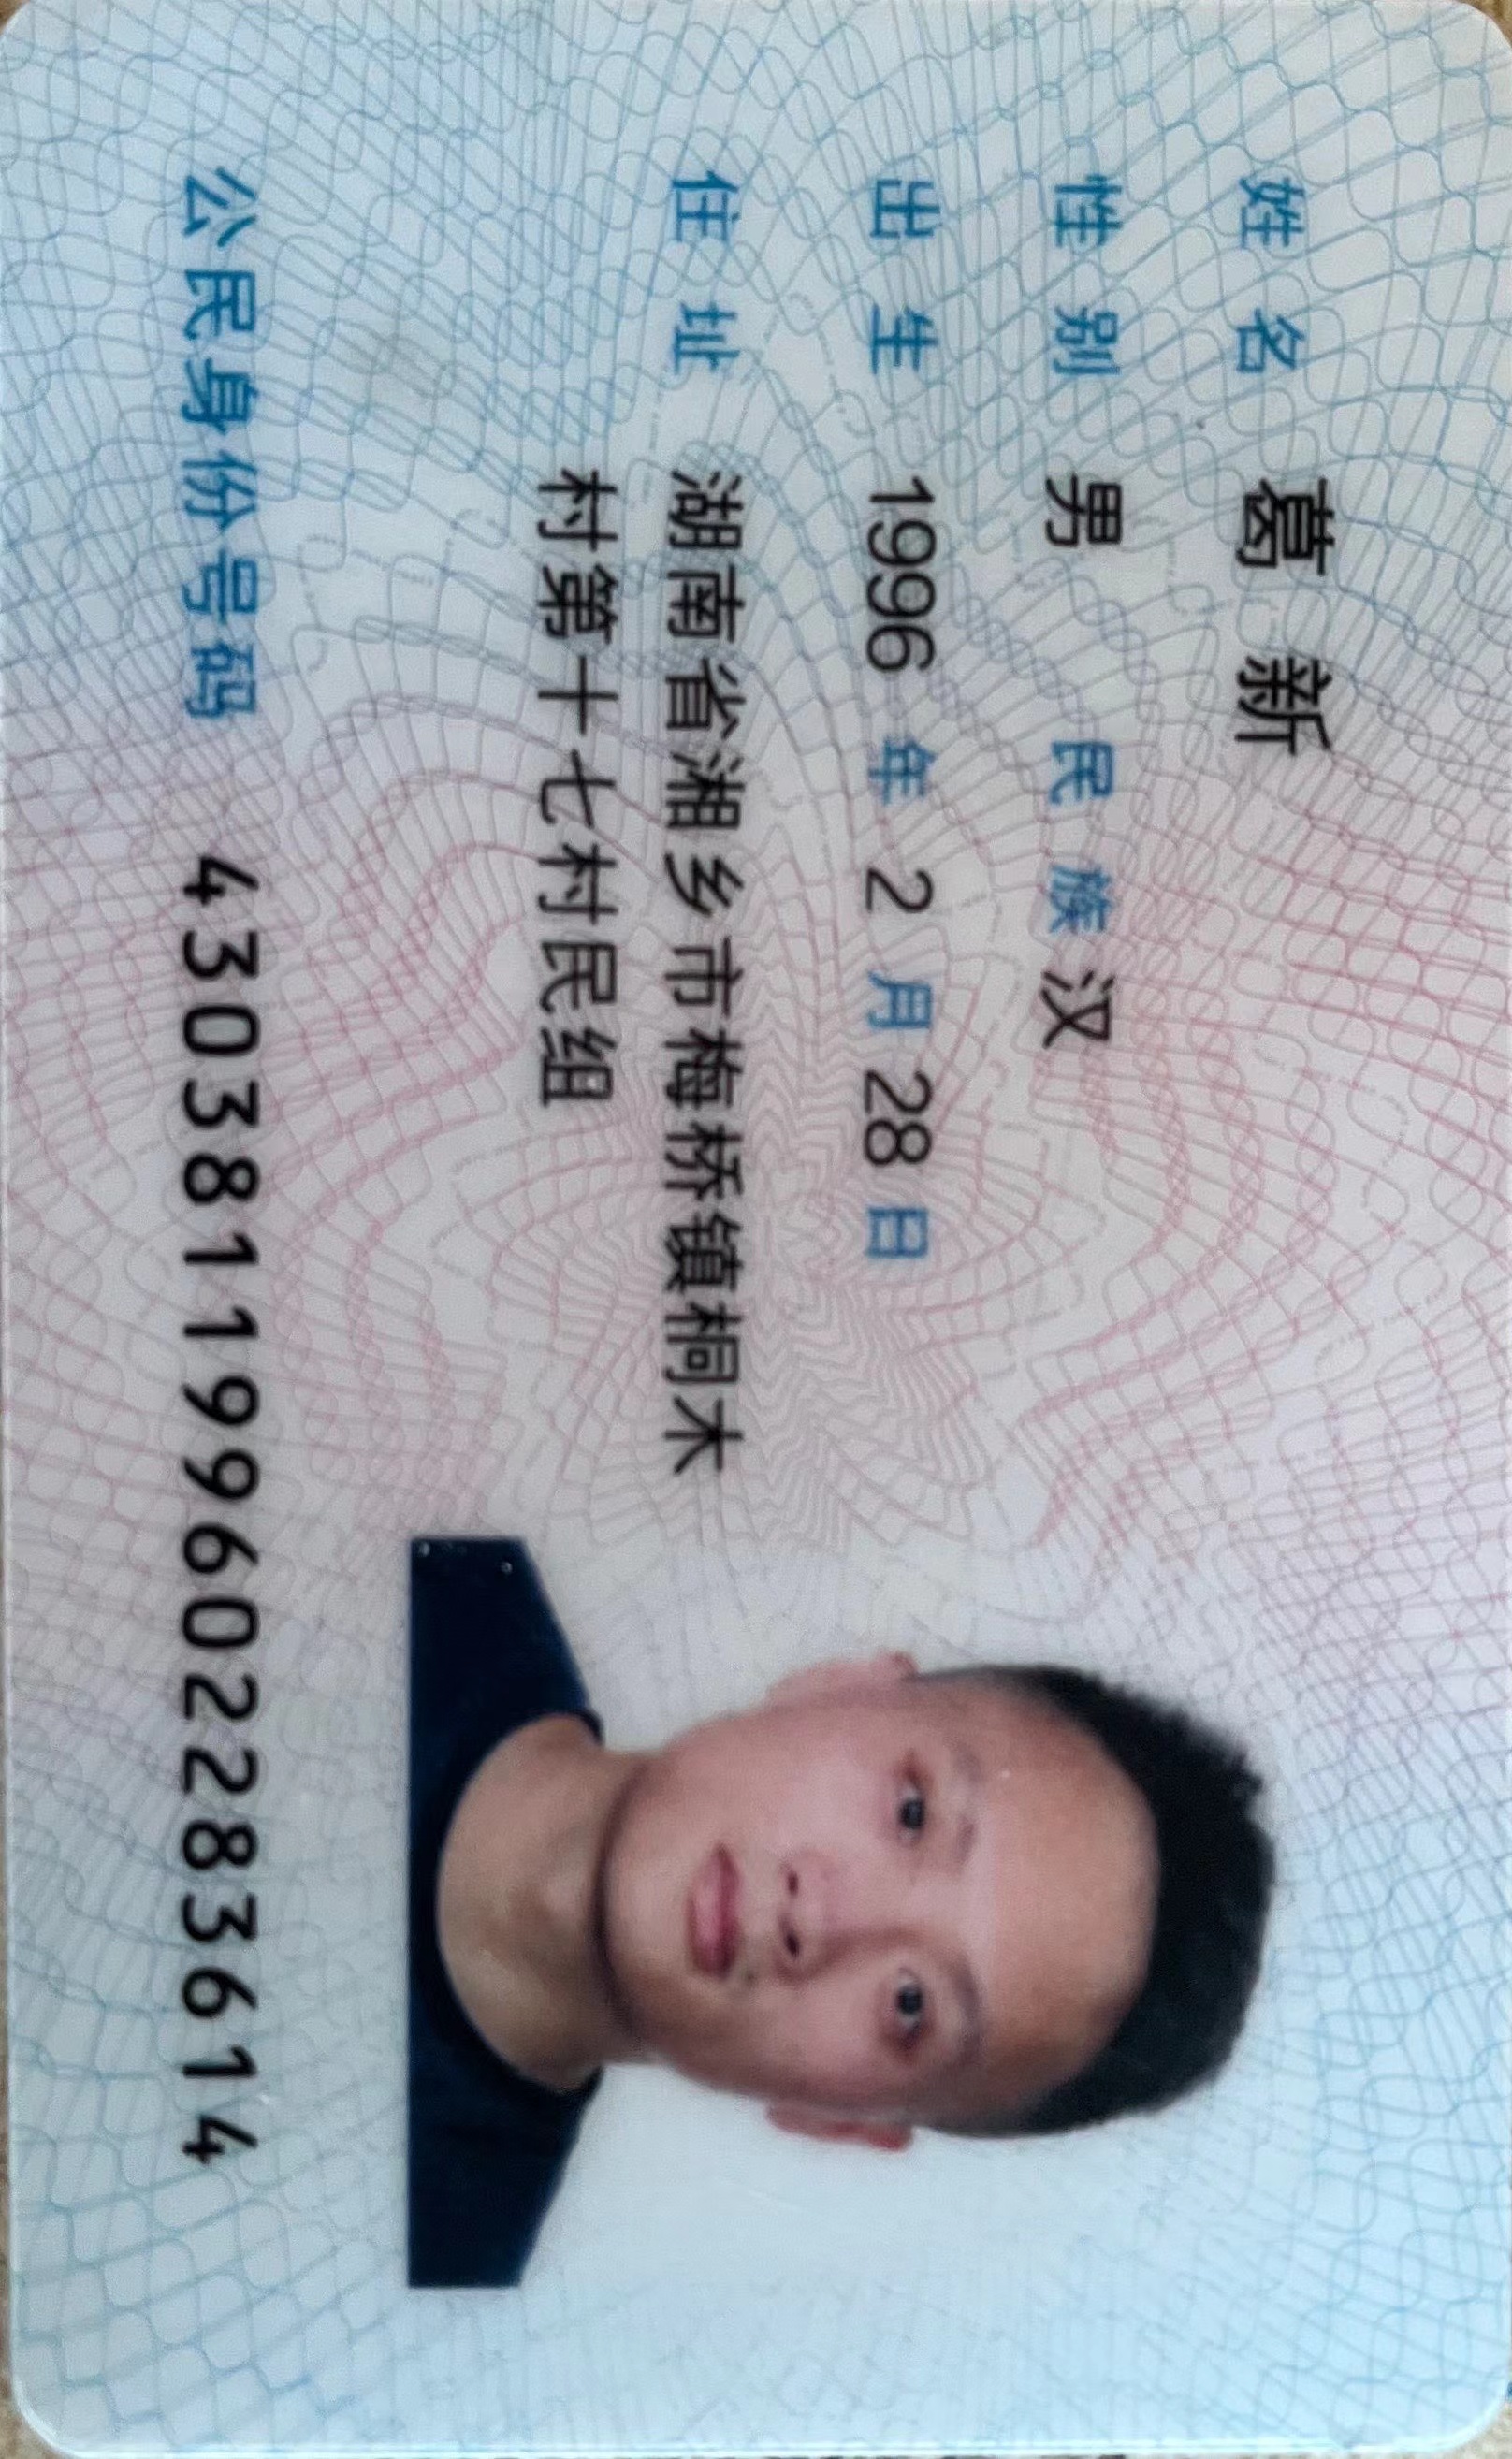 姓名 葛新
性别 男 民族 汉
出生 1996 年 2 月 28 日
住址 湖南省湘乡市梅桥镇桐木
村第十七村民组
公民身份号码 430381199602283614